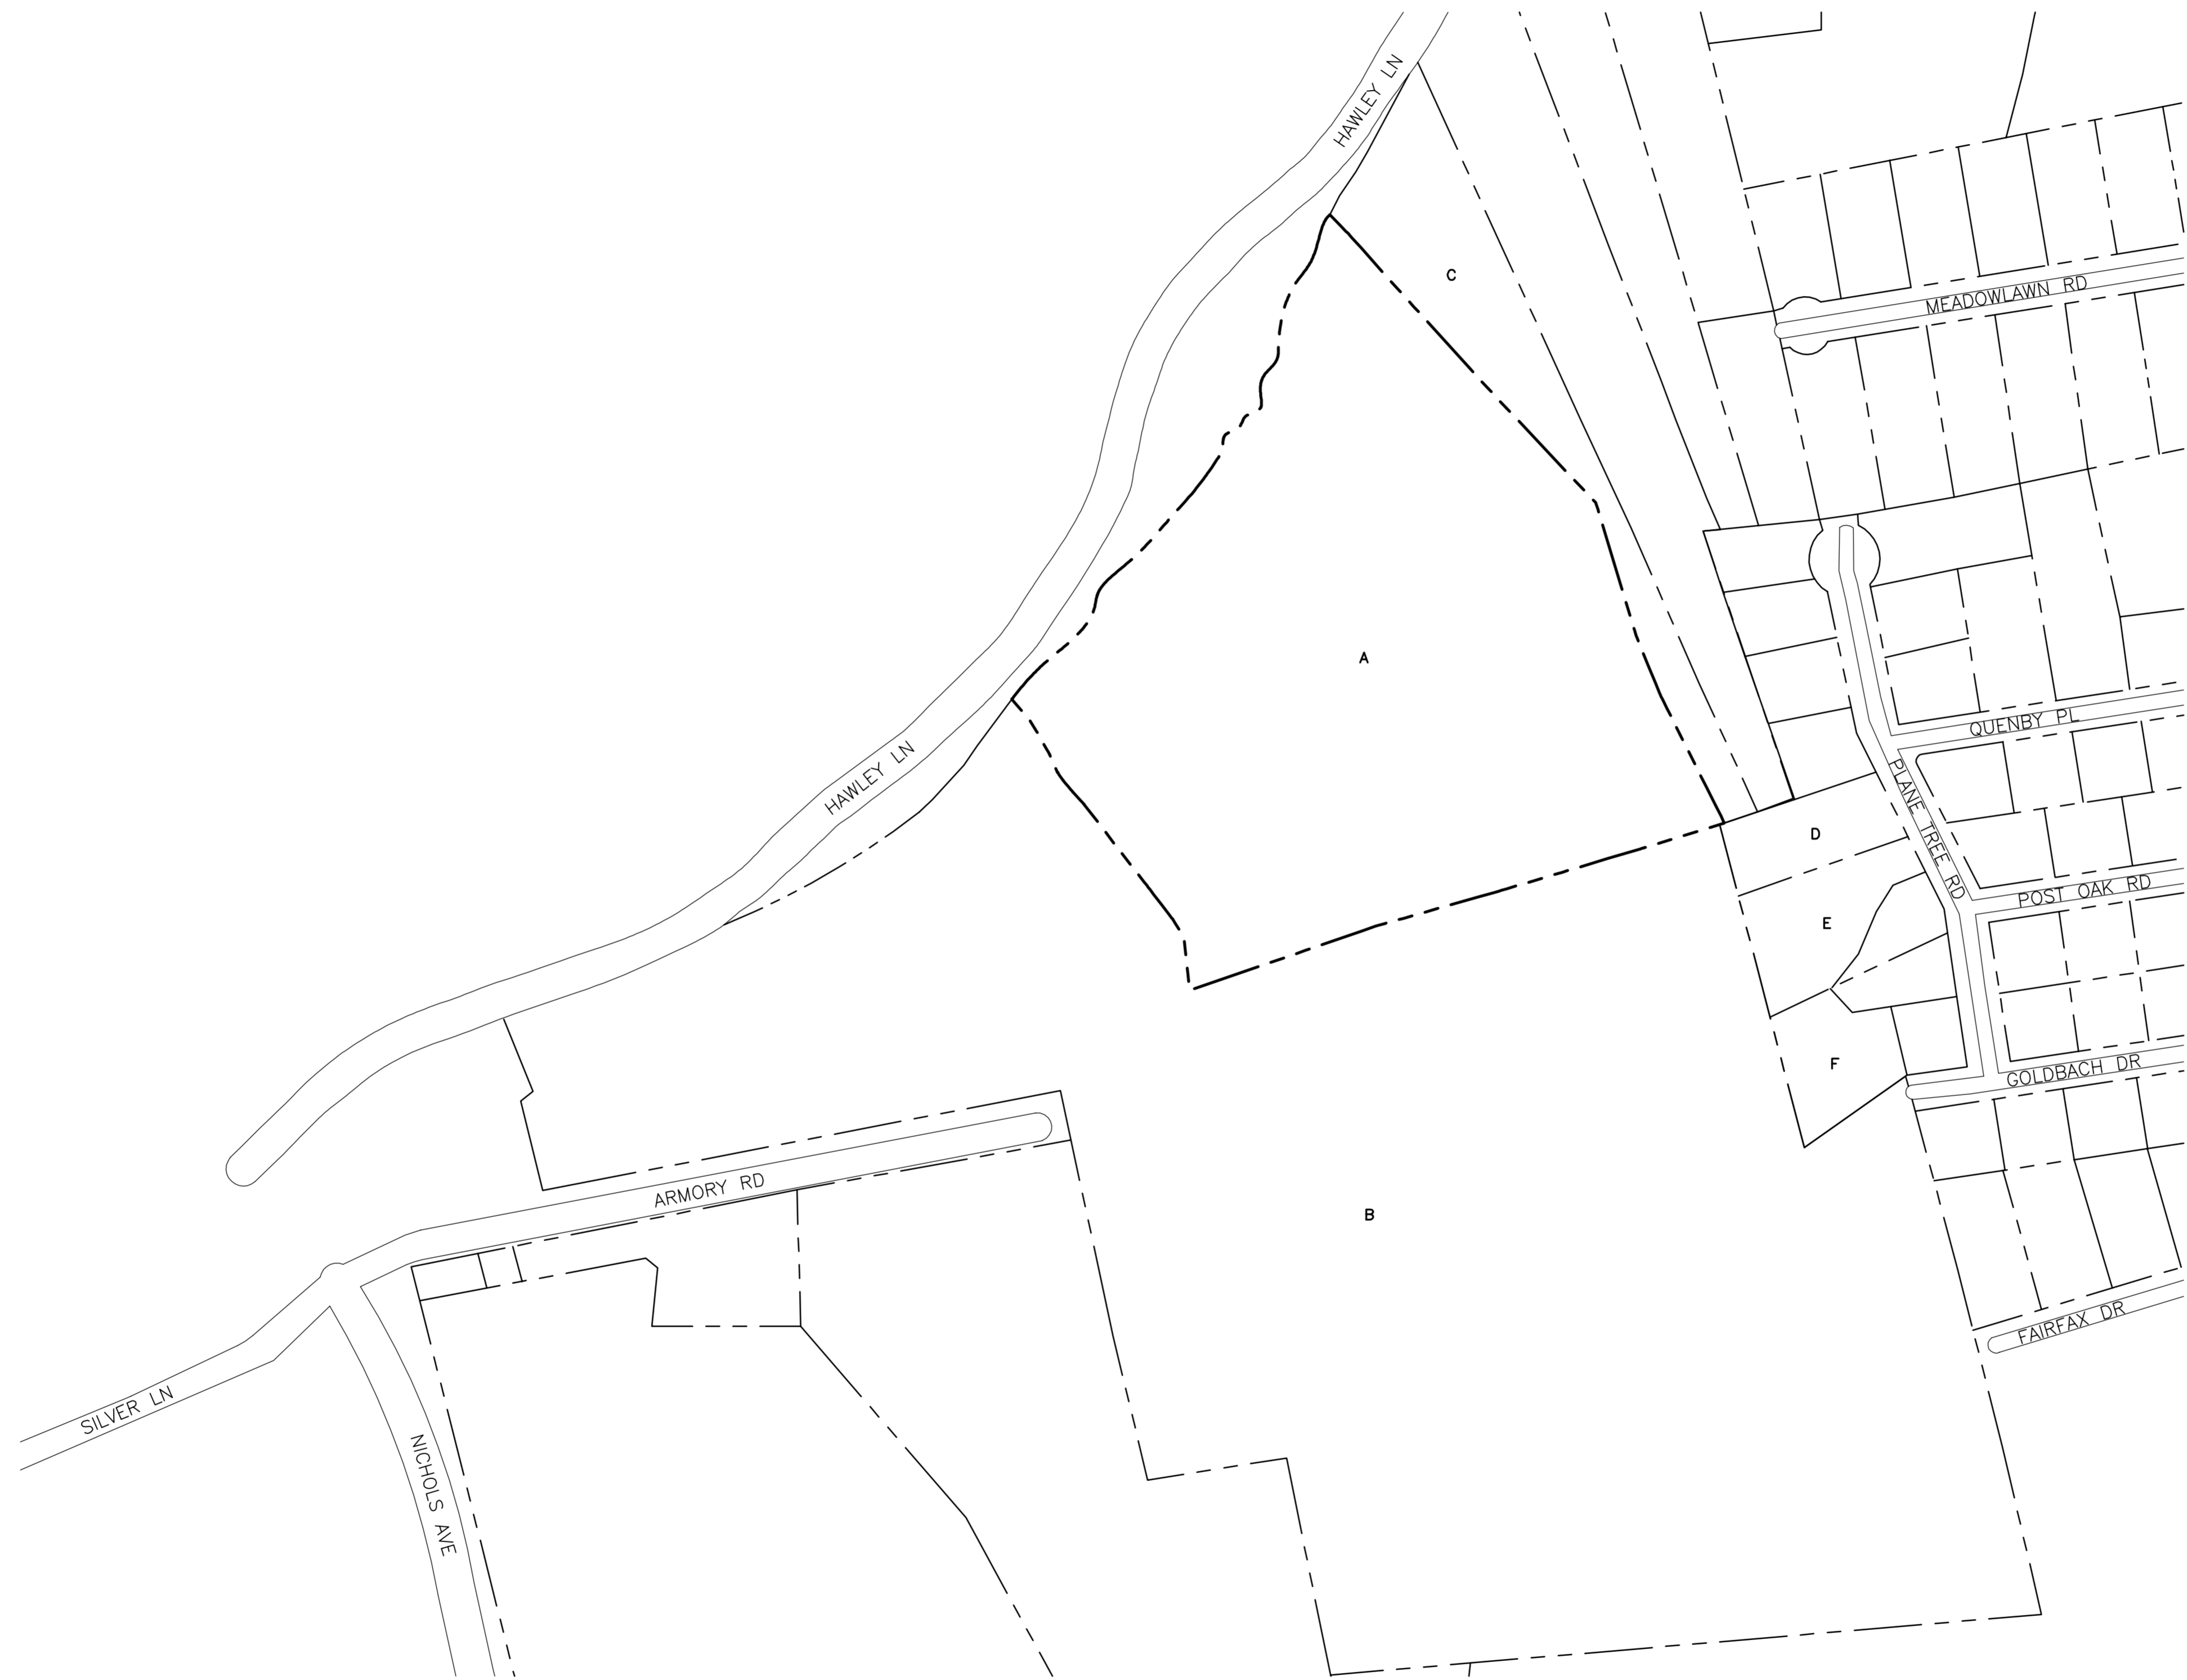 HAWLEY LN
C
MEADOWLAWN RD
A
QUENBY PL
HAWLEY LN
PLANE TREE RD
D
POST OAK RD
E
F
GOLDBACH DR
ARMORY RD
B
FAIRFAX DR
SILVER LN
NICHOLS AVE